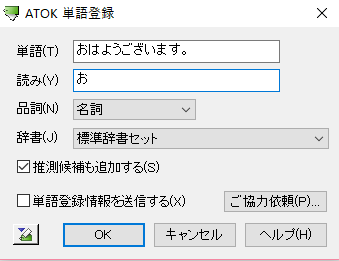 ATOK 単語登録
単語(T) おはようございます。
読み(Y) お
品詞(N) 名詞
辞書(J) 標準辞書セット
推測候補も追加する(S)
単語登録情報を送信する(X) ご協力依頼(P)...
OK キャンセル ヘルプ(H)